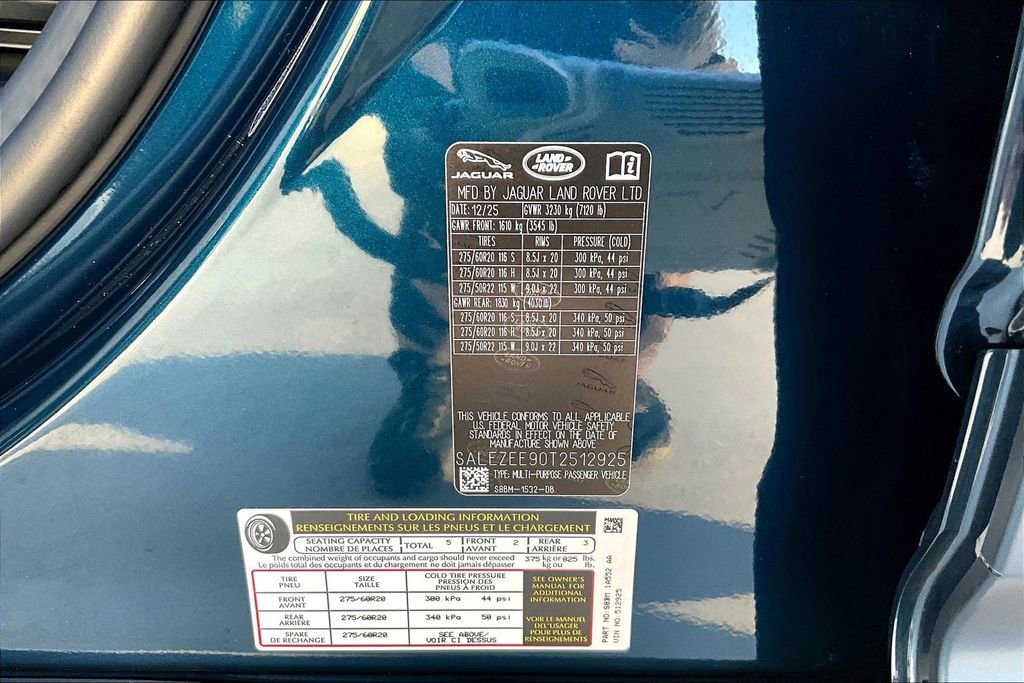 JAGUAR LAND ROVER i
MFD BY JAGUAR LAND ROVER LTD
DATE: 12/25 GVWR 3230 kg (7120 lb)
GAWR FRONT: 1610 kg (3545 lb)
TIRES RIMS PRESSURE (COLD)
275/60R20 116 S 8.5J x 20 300 kPa, 44 psi
275/60R20 116 H 8.5J x 20 300 kPa, 44 psi
275/50R22 115 W 9.0J x 22 300 kPa, 44 psi
GAWR REAR: 1830 kg (4030lb)
275/60R20 116 S 8.5J x 20 340 kPa, 50 psi
275/60R20 116 H 8.5J x 20 340 kPa, 50 psi
275/50R22 115 W 9.0J x 22 340 kPa, 50 psi
LAND ROVER
JAGUAR
THIS VEHICLE CONFORMS TO ALL APPLICABLE
U.S. FEDERAL MOTOR VEHICLE SAFETY
STANDARDS IN EFFECT ON THE DATE OF
MANUFACTURE SHOWN ABOVE
SALEZEE90T2512925
TYPE: MULTI-PURPOSE PASSENGER VEHICLE
S8BM-1532-DB
TIRE AND LOADING INFORMATION
RENSEIGNEMENTS SUR LES PNEUS ET LE CHARGEMENT
SEATING CAPACITY TOTAL 5 FRONT 2 REAR 3
NOMBRE DE PLACES AVANT ARRIÈRE
The combined weight of occupants and cargo should never exceed 375 kg or 825 lbs.
Le poids total des occupants et du chargement ne doit jamais dépasser kg ou lb.
TIRE SIZE COLD TIRE PRESSURE
PNEU TAILLE PRESSION DES
PNEUS À FROID
FRONT 275/60R20 300 kPa 44 psi
AVANT
REAR 275/60R20 340 kPa 50 psi
ARRIÈRE
SPARE 275/60R20 SEE ABOVE/
DE RECHANGE VOIR CI DESSUS
SEE OWNER'S
MANUAL FOR
ADDITIONAL
INFORMATION
VOIR LE MANUEL
DE L'USAGER
POUR PLUS DE
RENSEIGNEMENTS
PART NO: S8BM 1A552 AA
VIN NO: 512925